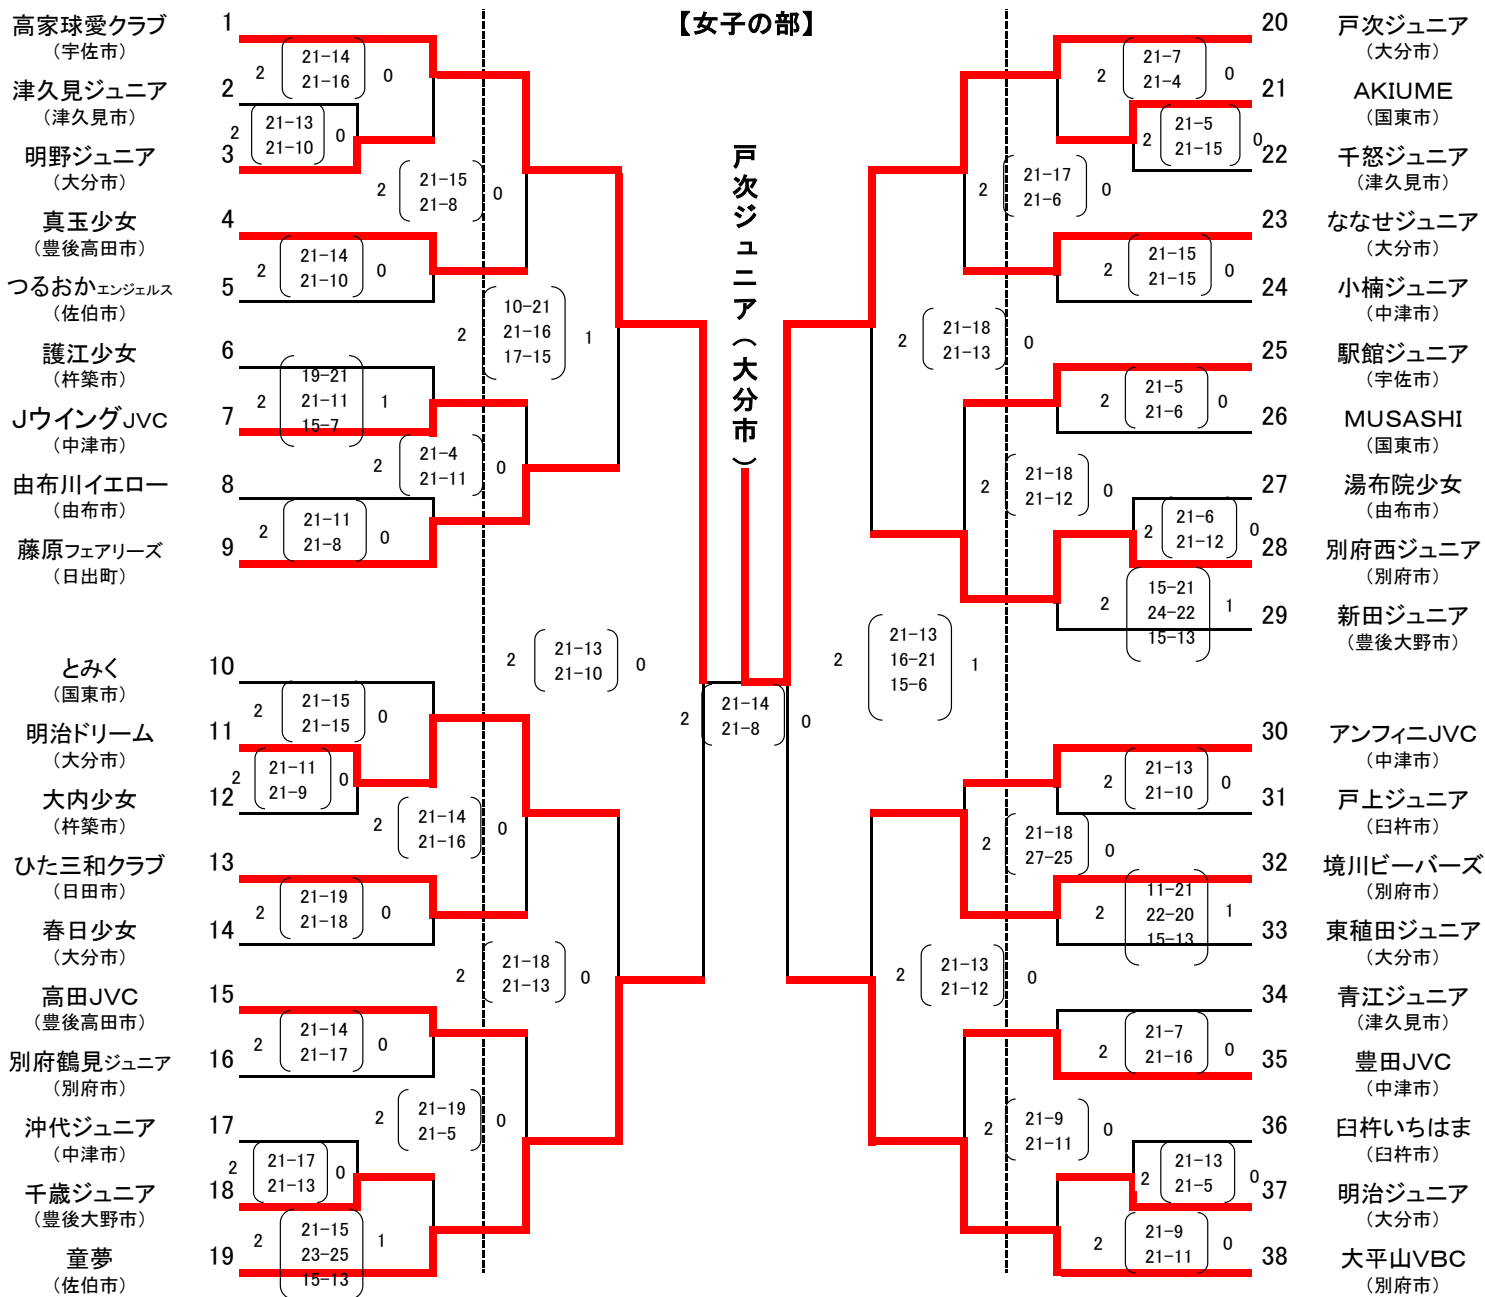 【女子の部】
高家球愛クラブ 1
（宇佐市）
21-14
2 0
21-16
津久見ジュニア 2
（津久見市）
21-13
2 0
21-10
明野ジュニア 3
（大分市）
21-15
2 0
21-8
真玉少女 4
（豊後高田市）
21-14
2 0
21-10
つるおかエンジェルス 5
（佐伯市）
10-21
2 21-16 1
17-15
護江少女 6
（杵築市）
19-21
2 21-11 1
15-7
Jウイング JVC 7
（中津市）
21-4
2 0
21-11
由布川イエロー 8
（由布市）
21-11
2 0
21-8
藤原フェアリーズ 9
（日出町）
21-13
2 0
21-10
とみく 10
（国東市）
21-15
2 0
21-15
明治ドリーム 11
（大分市）
21-11
2 0
21-9
大内少女 12
（杵築市）
21-14
2 0
21-16
ひた三和クラブ 13
（日田市）
21-19
2 0
21-18
春日少女 14
（大分市）
21-18
2 0
21-13
高田JVC 15
（豊後高田市）
21-14
2 0
21-17
別府鶴見ジュニア 16
（別府市）
21-19
2 0
21-5
沖代ジュニア 17
（中津市）
21-17
2 0
21-13
千歳ジュニア 18
（豊後大野市）
21-15
2 23-25 1
15-13
童夢 19
（佐伯市）
戸次ジュニア（大分市）
21-14
2 0
21-8
20 戸次ジュニア
（大分市）
21-7
2 0
21-4
21 AKIUME
（国東市）
21-5
2 0
21-15
22 千怒ジュニア
（津久見市）
21-17
2 0
21-6
23 ななせジュニア
（大分市）
21-15
2 0
21-15
24 小楠ジュニア
（中津市）
21-18
2 0
21-13
25 駅館ジュニア
（宇佐市）
21-5
2 0
21-6
26 MUSASHI
（国東市）
21-18
2 0
21-12
27 湯布院少女
（由布市）
21-6
2 0
21-12
28 別府西ジュニア
（別府市）
15-21
2 24-22 1
15-13
29 新田ジュニア
（豊後大野市）
21-13
2 16-21 1
15-6
30 アンフィニJVC
（中津市）
21-13
2 0
21-10
31 戸上ジュニア
（臼杵市）
21-18
2 0
27-25
32 境川ビーバーズ
（別府市）
11-21
2 22-20 1
15-13
33 東稙田ジュニア
（大分市）
21-13
2 0
21-12
34 青江ジュニア
（津久見市）
21-7
2 0
21-16
35 豊田JVC
（中津市）
21-9
2 0
21-11
36 臼杵いちはま
（臼杵市）
21-13
2 0
21-5
37 明治ジュニア
（大分市）
21-9
2 0
21-11
38 大平山VBC
（別府市）